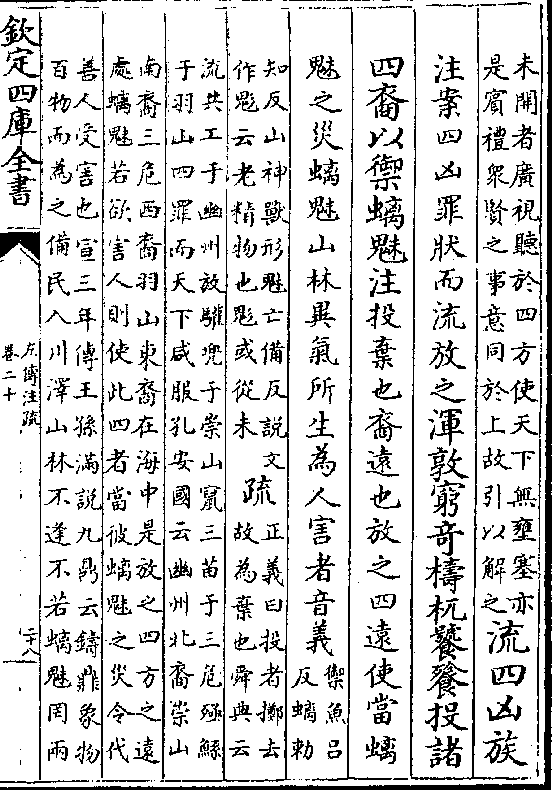 未開者廣視聽於四方使天下無壅塞亦
是賓禮衆賢之事意同於上故引以解之
流四凶族
注案四凶罪狀而流放之渾敦窮竒檮杌饕餮投諸
四裔以禦螭魅注投棄也裔遠也放之四遠使當螭
魅之災螭魅山林異氣所生為人害者音義
禦魚吕
反螭勅
知反山神獸形魅亡備反説文
作鬽云老精物也鬽或從未
疏
正義曰投者擲去
故為棄也舜典云
流共工于幽州放驩兜于崇山竄三苗于三危殛鯀
于羽山四罪而天下咸服孔安國云幽州北裔崇山
南裔三危西裔羽山東裔在海中是放之四方之遠
處螭魅若欲害人則使此四者當彼螭魅之災令代
善人受害也宣三年傳王孫滿説九鼎云鑄鼎象物
百物而為之備民入川澤山林不逢不若螭魅罔兩
欽定四庫全書
左傳注疏
卷二十
二十八